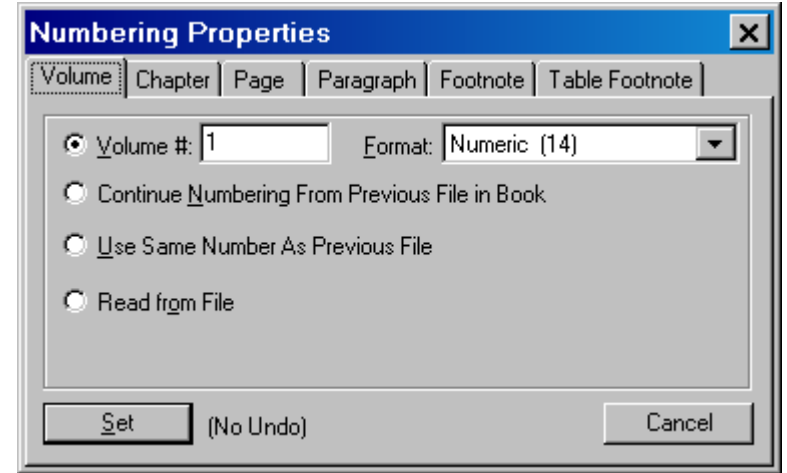 Numbering Properties
Volume Chapter Page Paragraph Footnote Table Footnote
Volume #: 1 Format: Numeric (14)
Continue Numbering From Previous File in Book
Use Same Number As Previous File
Read from File
Set (No Undo) Cancel